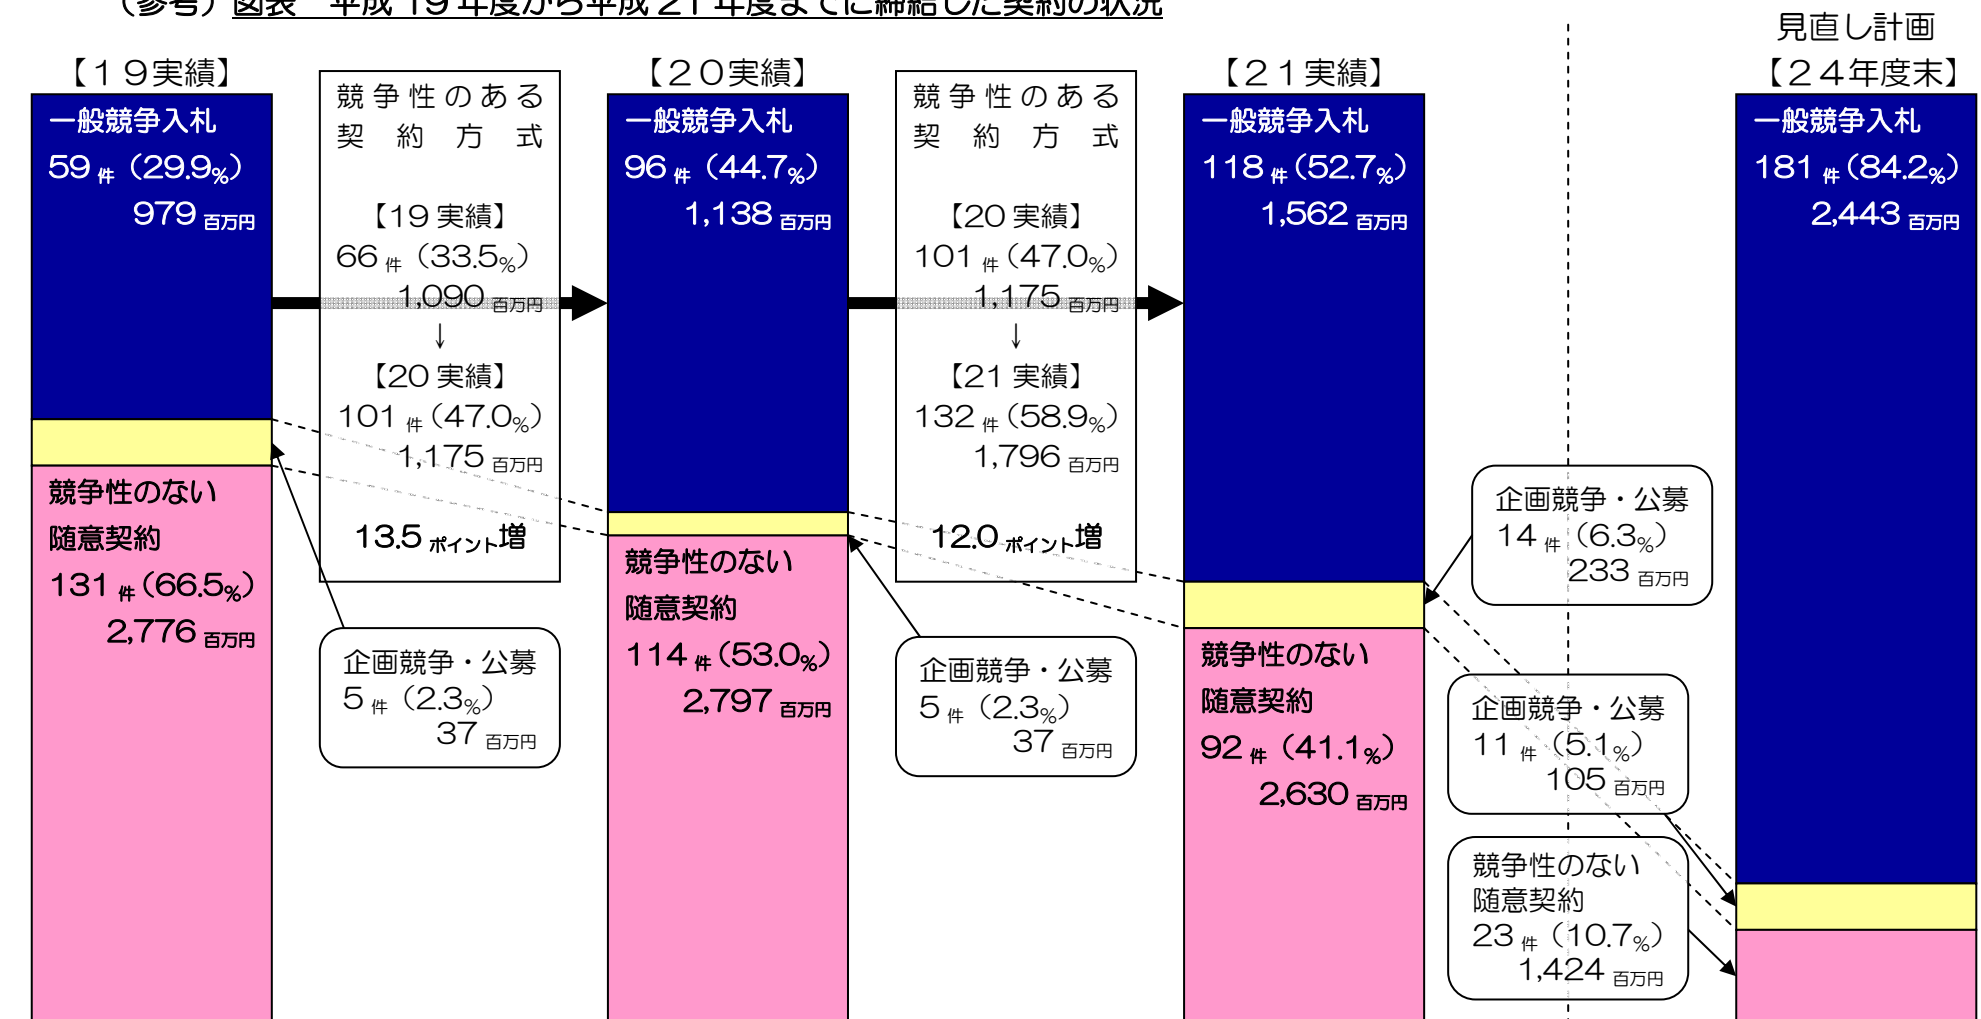 （参考）図表　平成 19 年度から平成 21 年度までに締結した契約の状況
【１９実績】
一般競争入札
59 件（29.9%）
979 百万円
競争性のない
随意契約
131 件（66.5%）
2,776 百万円
競争性のある
契約方式
【19 実績】
66 件（33.5%）
1,090 百万円
↓
【20 実績】
101 件（47.0%）
1,175 百万円
13.5 ポイント増
企画競争・公募
5 件（2.3%）
37 百万円
【２０実績】
一般競争入札
96 件（44.7%）
1,138 百万円
競争性のない
随意契約
114 件（53.0%）
2,797 百万円
競争性のある
契約方式
【20 実績】
101 件（47.0%）
1,175 百万円
↓
【21 実績】
132 件（58.9%）
1,796 百万円
12.0 ポイント増
企画競争・公募
5 件（2.3%）
37 百万円
【２１実績】
一般競争入札
118 件（52.7%）
1,562 百万円
競争性のない
随意契約
92 件（41.1%）
2,630 百万円
企画競争・公募
14 件（6.3%）
233 百万円
見直し計画
【２４年度末】
一般競争入札
181 件（84.2%）
2,443 百万円
企画競争・公募
11 件（5.1%）
105 百万円
競争性のない
随意契約
23 件（10.7%）
1,424 百万円